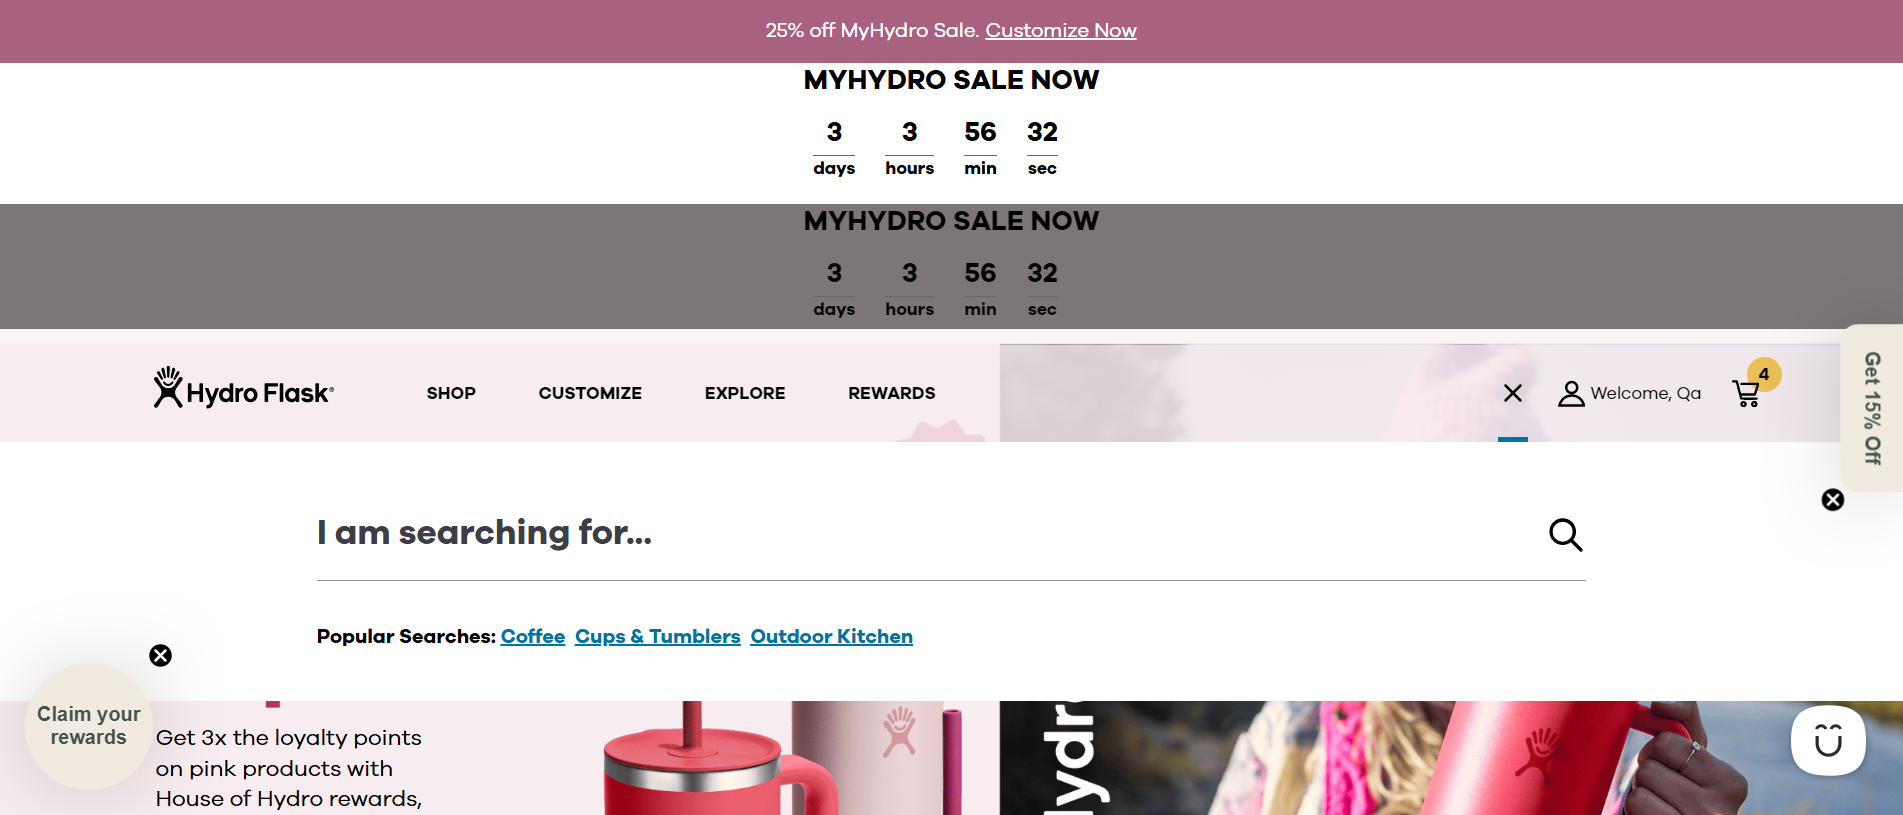 25% off MyHydro Sale. Customize Now
MYHYDRO SALE NOW
3 3 56 32
days hours min sec
MYHYDRO SALE NOW
3 3 56 32
days hours min sec
Hydro Flask® SHOP CUSTOMIZE EXPLORE REWARDS Welcome, Qa 4
Get 15% Off
I am searching for...
Popular Searches: Coffee Cups & Tumblers Outdoor Kitchen
Claim your
rewards
Get 3x the loyalty points
on pink products with
House of Hydro rewards,